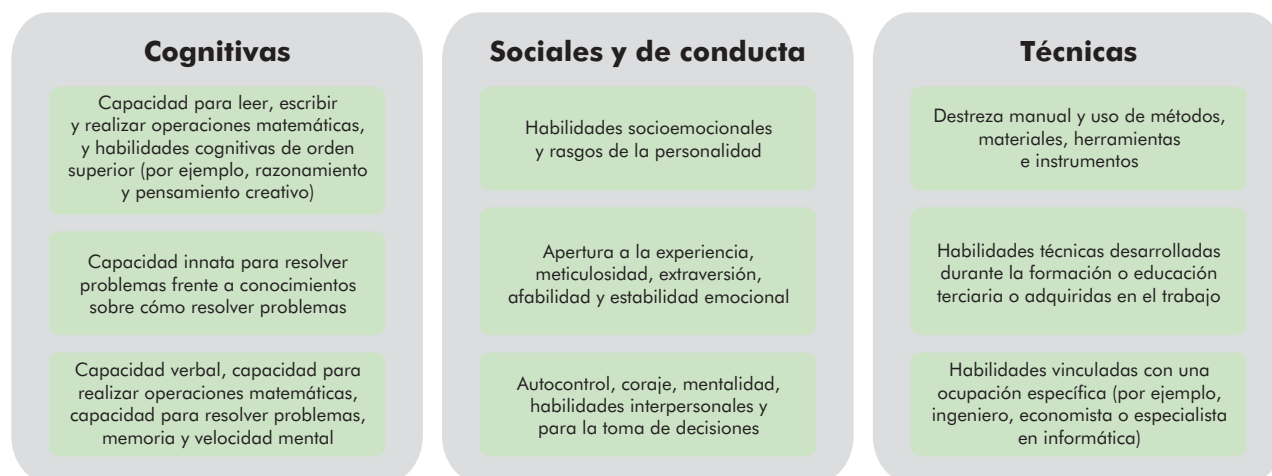 Cognitivas
Capacidad para leer, escribir
y realizar operaciones matemáticas,
y habilidades cognitivas de orden
superior (por ejemplo, razonamiento
y pensamiento creativo)
Capacidad innata para resolver
problemas frente a conocimientos
sobre cómo resolver problemas
Capacidad verbal, capacidad para
realizar operaciones matemáticas,
capacidad para resolver problemas,
memoria y velocidad mental
Sociales y de conducta
Habilidades socioemocionales
y rasgos de la personalidad
Apertura a la experiencia,
meticulosidad, extraversión,
afabilidad y estabilidad emocional
Autocontrol, coraje, mentalidad,
habilidades interpersonales y
para la toma de decisiones
Técnicas
Destreza manual y uso de métodos,
materiales, herramientas
e instrumentos
Habilidades técnicas desarrolladas
durante la formación o educación
terciaria o adquiridas en el trabajo
Habilidades vinculadas con una
ocupación específica (por ejemplo,
ingeniero, economista o especialista
en informática)